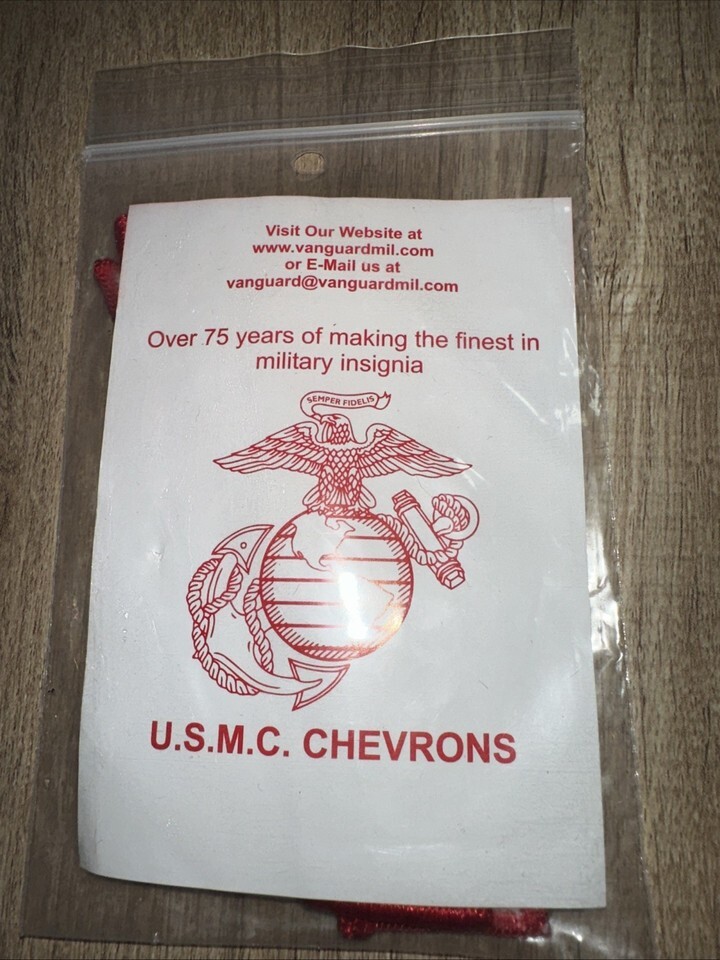 Visit Our Website at
www.vanguardmil.com
or E-Mail us at
vanguard@vanguardmil.com
Over 75 years of making the finest in
military insignia
SEMPER FIDELIS
U.S.M.C. CHEVRONS